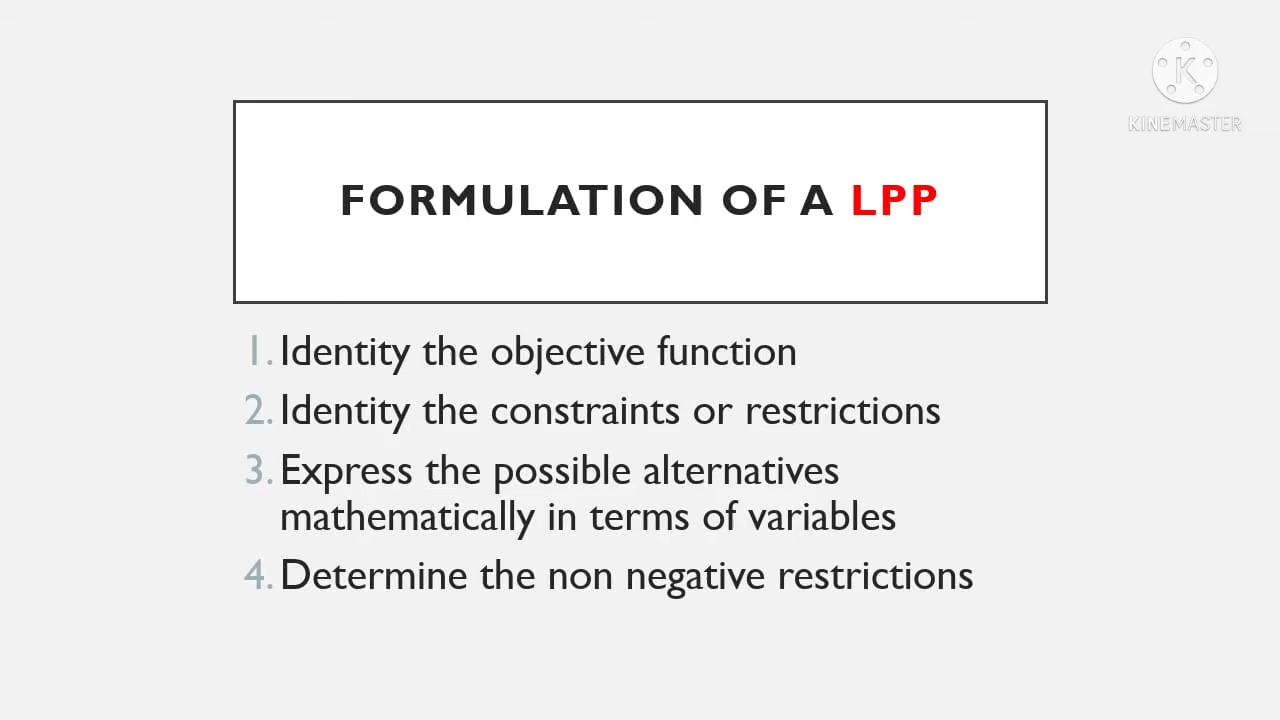 K
KINEMASTER
FORMULATION OF A LPP
1. Identity the objective function
2. Identity the constraints or restrictions
3. Express the possible alternatives
mathematically in terms of variables
4. Determine the non negative restrictions